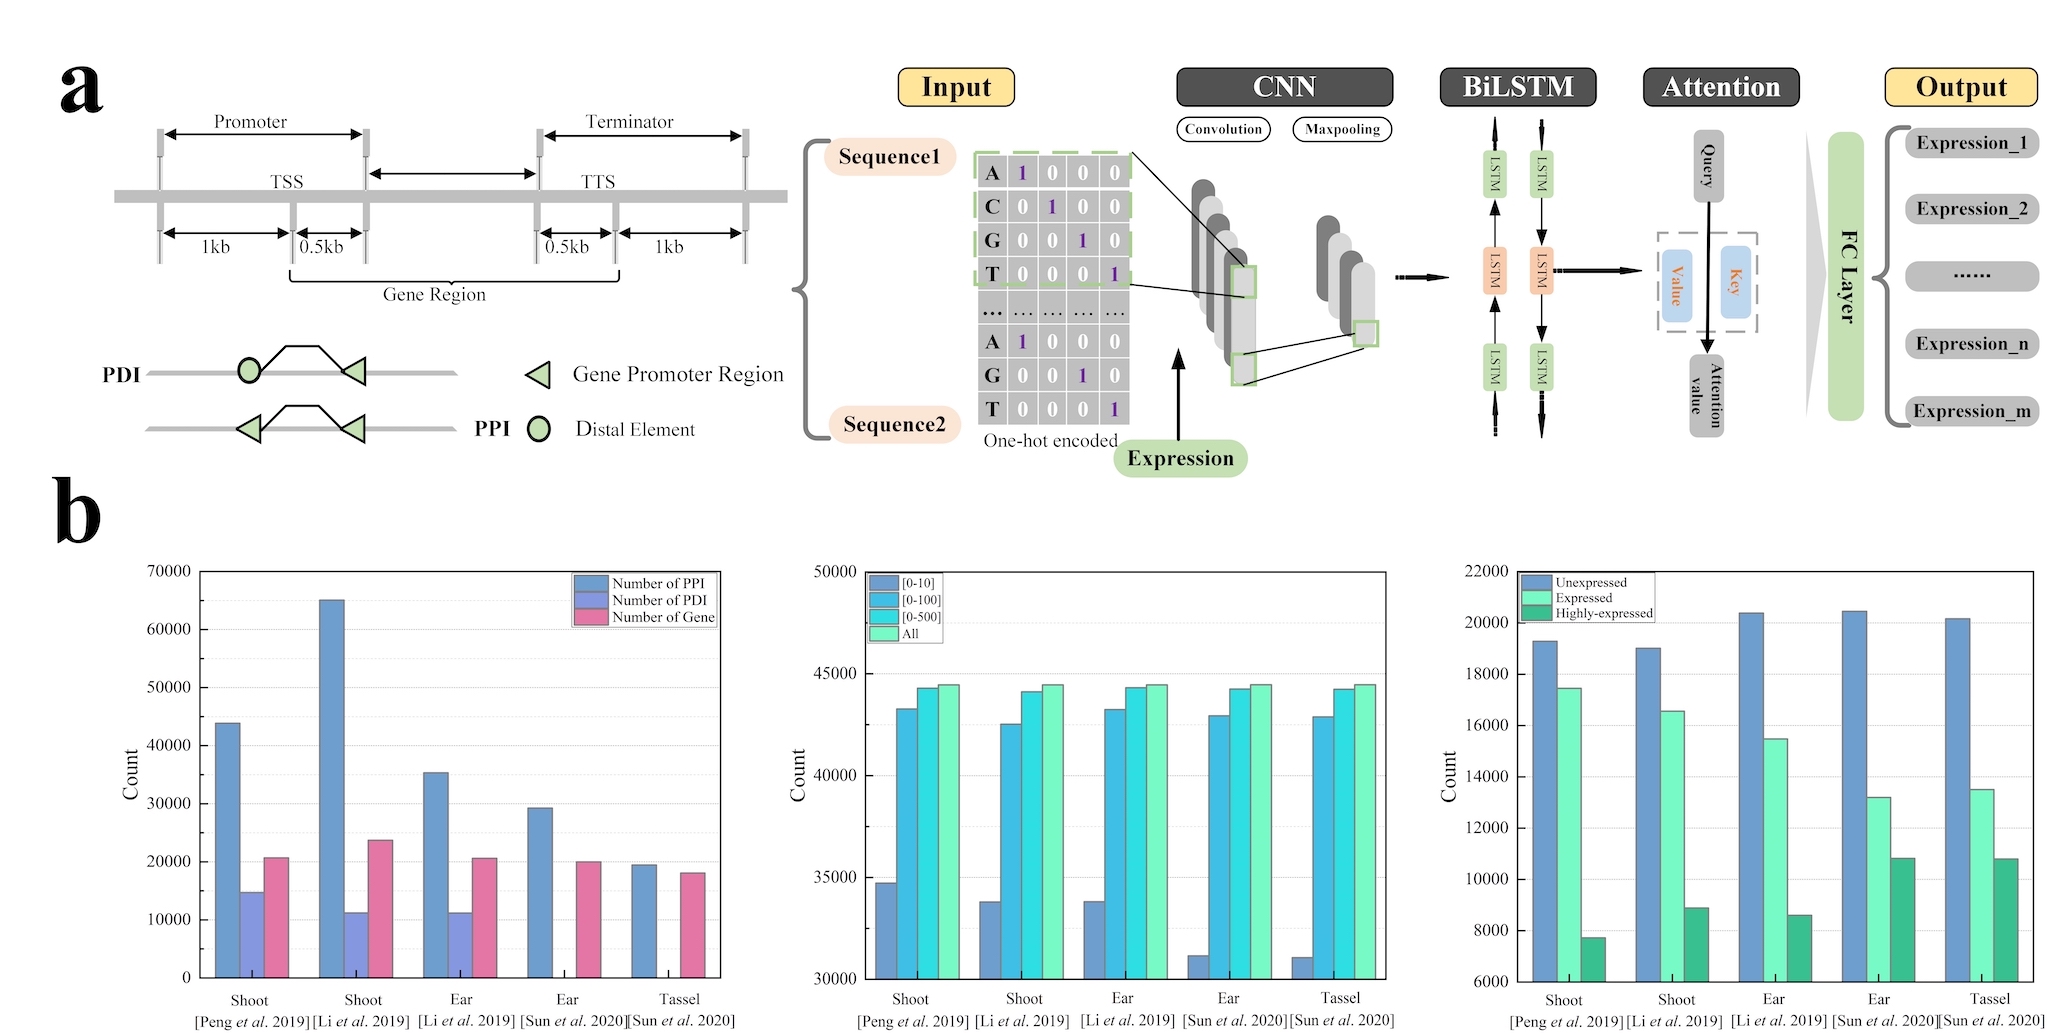 a
Promoter
Terminator
TSS
TTS
1kb
0.5kb
0.5kb
1kb
Gene Region
PDI
PPI
Gene Promoter Region
Distal Element
Input
CNN
BiLSTM
Attention
Output
Convolution
Maxpooling
Sequence1
Sequence2
A 1 0 0 0
C 0 1 0 0
G 0 0 1 0
T 0 0 0 1
... ... ... ... ...
A 1 0 0 0
G 0 0 1 0
T 0 0 0 1
One-hot encoded
Expression
LSTM
LSTM
LSTM
LSTM
LSTM
LSTM
Query
Value
Key
Attention
value
FC Layer
Expression_1
Expression_2
......
Expression_n
Expression_m
b
Count
70000
60000
50000
40000
30000
20000
10000
0
Number of PPI
Number of PDI
Number of Gene
Shoot Shoot Ear Ear Tassel
[Peng et al. 2019] [Li et al. 2019] [Li et al. 2019] [Sun et al. 2020] [Sun et al. 2020]
Count
50000
45000
40000
35000
30000
[0-10]
[0-100]
[0-500]
All
Shoot Shoot Ear Ear Tassel
[Peng et al. 2019] [Li et al. 2019] [Li et al. 2019] [Sun et al. 2020] [Sun et al. 2020]
Count
22000
20000
18000
16000
14000
12000
10000
8000
6000
Unexpressed
Expressed
Highly-expressed
Shoot Shoot Ear Ear Tassel
[Peng et al. 2019] [Li et al. 2019] [Li et al. 2019] [Sun et al. 2020] [Sun et al. 2020]